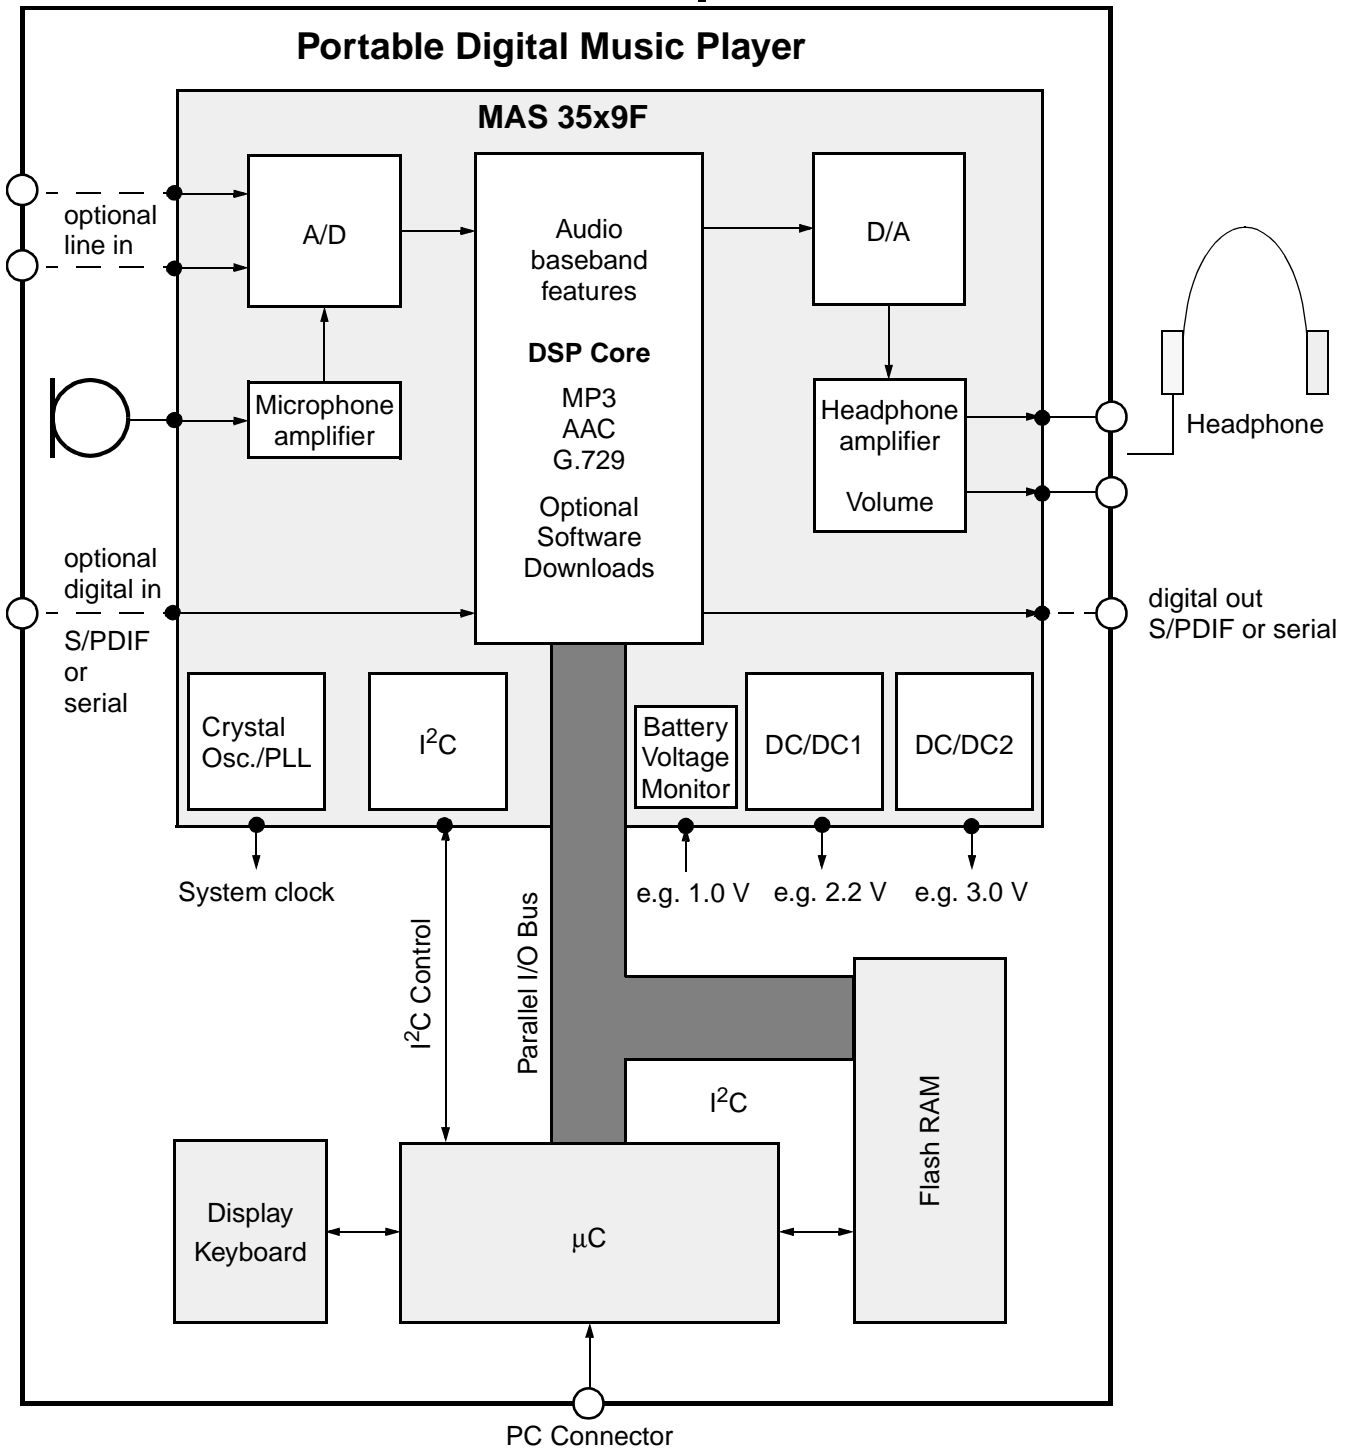 Portable Digital Music Player
MAS 35x9F
optional
line in
A/D
Audio
baseband
features
DSP Core
MP3
AAC
G.729
Optional
Software
Downloads
D/A
Microphone
amplifier
Headphone
amplifier
Volume
Headphone
optional
digital in
S/PDIF
or
serial
digital out
S/PDIF or serial
Crystal
Osc./PLL
I²C
Battery
Voltage
Monitor
DC/DC1
DC/DC2
System clock
e.g. 1.0 V
e.g. 2.2 V
e.g. 3.0 V
I²C Control
Parallel I/O Bus
I²C
Flash RAM
Display
Keyboard
µC
PC Connector